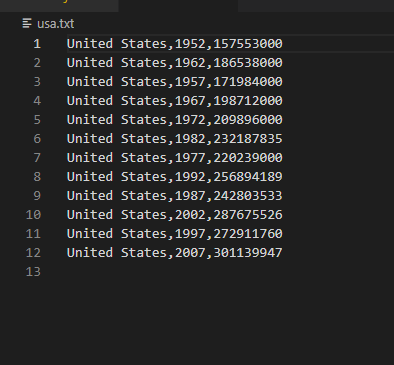 usa.txt
1 United States,1952,157553000
2 United States,1962,186538000
3 United States,1957,171984000
4 United States,1967,198712000
5 United States,1972,209896000
6 United States,1982,232187835
7 United States,1977,220239000
8 United States,1992,256894189
9 United States,1987,242803533
10 United States,2002,287675526
11 United States,1997,272911760
12 United States,2007,301139947
13